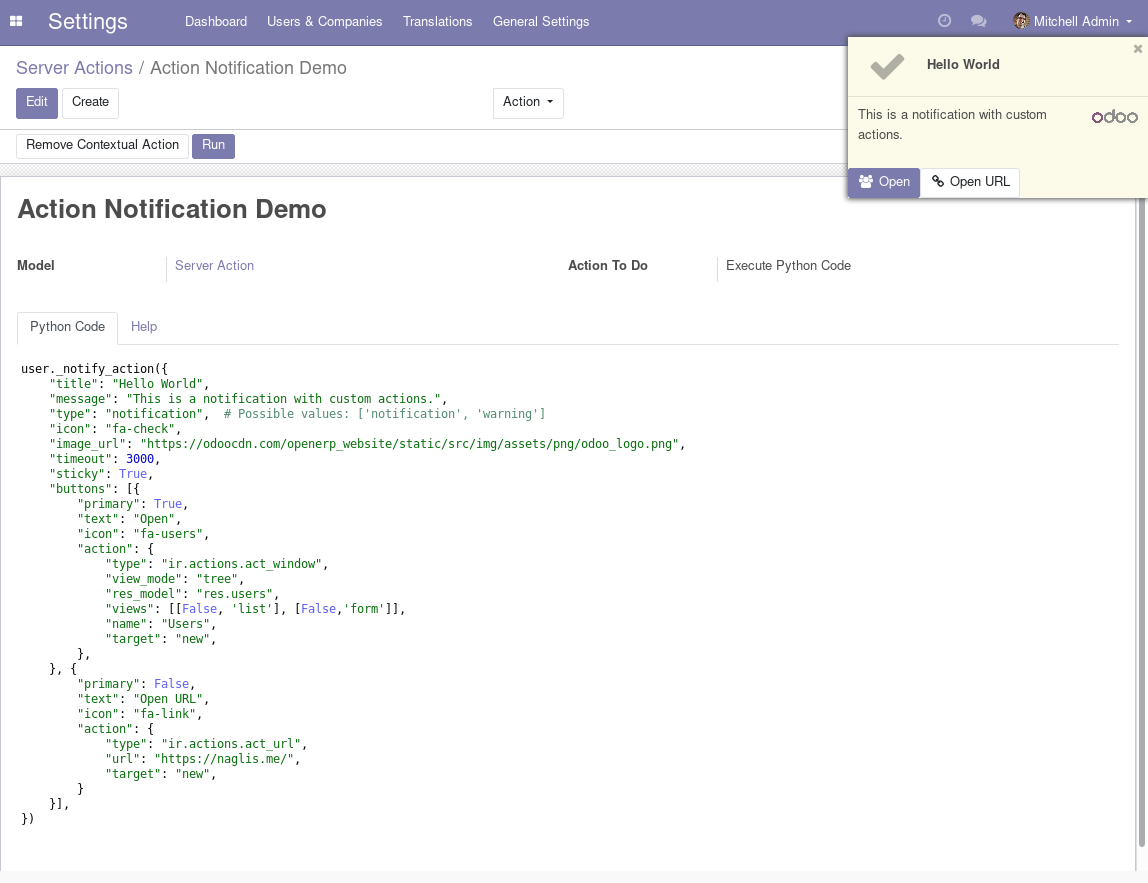 Settings Dashboard Users & Companies Translations General Settings Mitchell Admin
Server Actions / Action Notification Demo
Hello World
Edit Create Action
This is a notification with custom
actions.
odoo
Remove Contextual Action Run
Open Open URL
Action Notification Demo
Model Server Action Action To Do Execute Python Code
Python Code Help
user._notify_action({
    "title": "Hello World",
    "message": "This is a notification with custom actions.",
    "type": "notification",  # Possible values: ['notification', 'warning']
    "icon": "fa-check",
    "image_url": "https://odoocdn.com/openerp_website/static/src/img/assets/png/odoo_logo.png",
    "timeout": 3000,
    "sticky": True,
    "buttons": [{
        "primary": True,
        "text": "Open",
        "icon": "fa-users",
        "action": {
            "type": "ir.actions.act_window",
            "view_mode": "tree",
            "res_model": "res.users",
            "views": [[False, 'list'], [False,'form']],
            "name": "Users",
            "target": "new",
        },
    }, {
        "primary": False,
        "text": "Open URL",
        "icon": "fa-link",
        "action": {
            "type": "ir.actions.act_url",
            "url": "https://naglis.me/",
            "target": "new",
        }
    }],
})